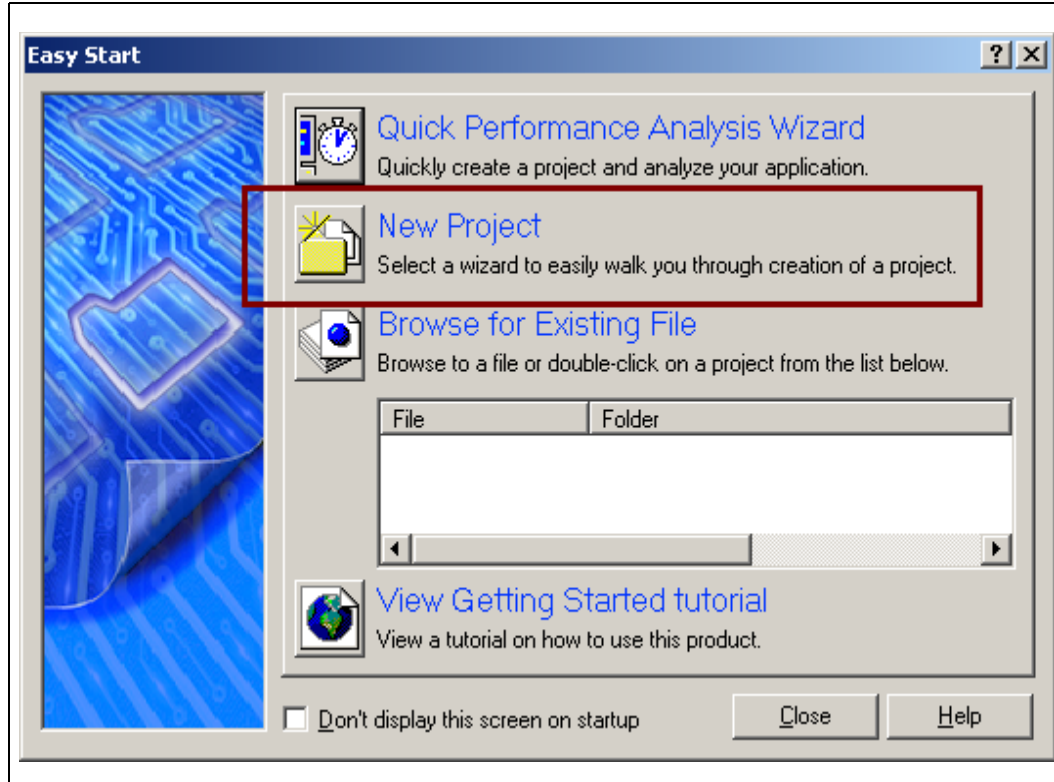 Easy Start
Quick Performance Analysis Wizard
Quickly create a project and analyze your application.
New Project
Select a wizard to easily walk you through creation of a project.
Browse for Existing File
Browse to a file or double-click on a project from the list below.
File Folder
View Getting Started tutorial
View a tutorial on how to use this product.
Don't display this screen on startup
Close Help